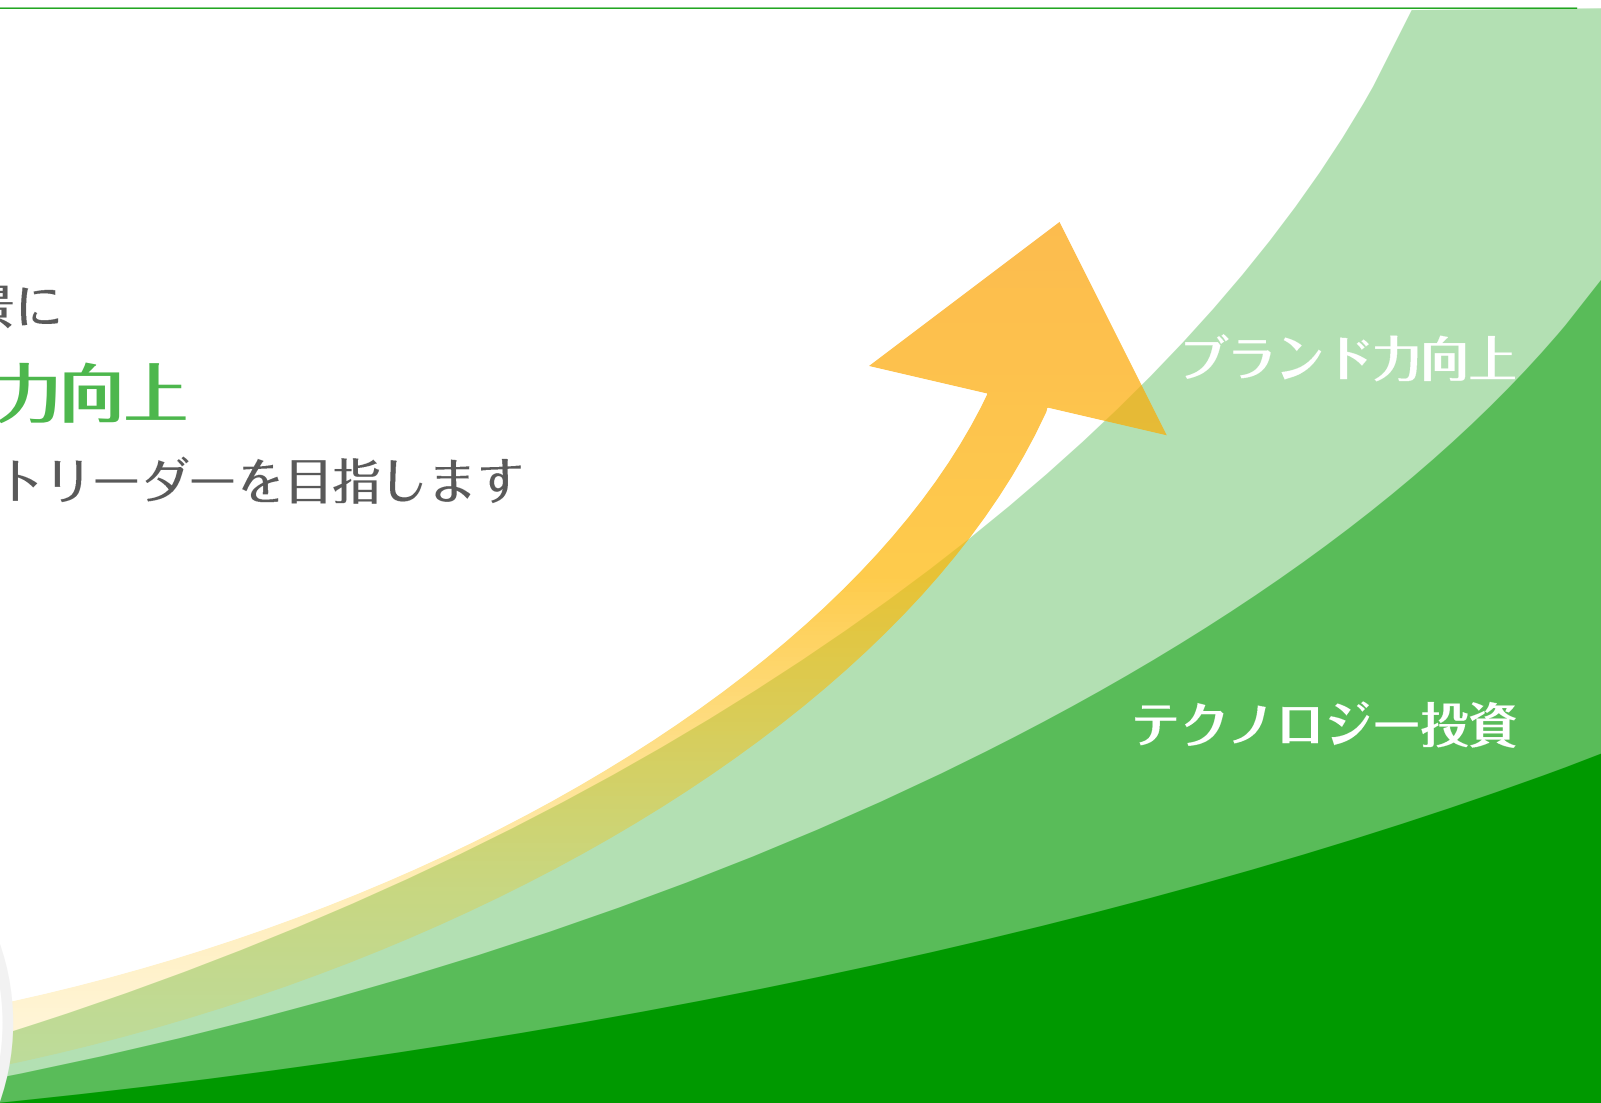 景に
力向上
トリーダーを目指します
ブランド力向上
テクノロジー投資